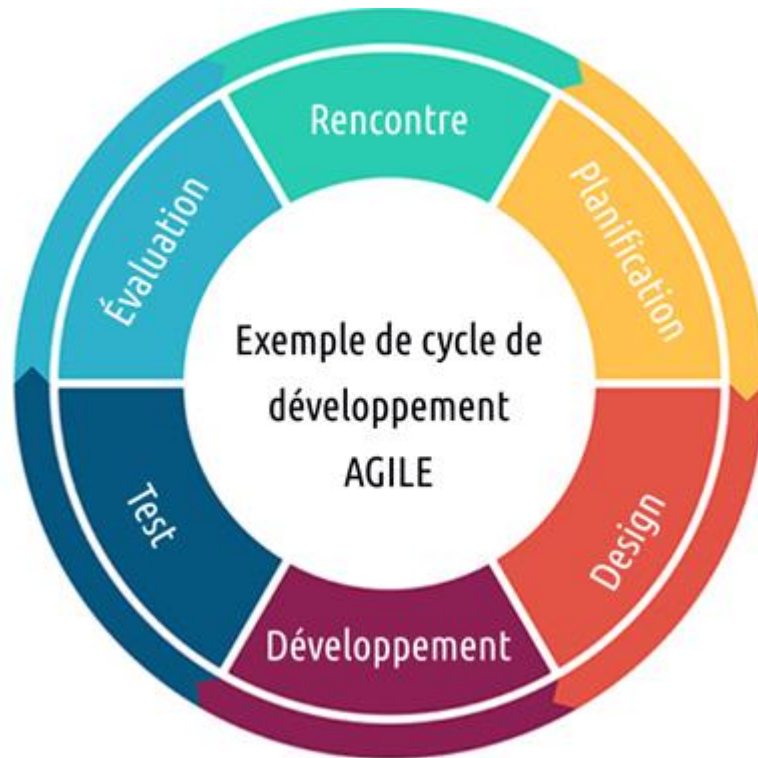 Rencontre
Planification
Design
Développement
Test
Évaluation
Exemple de cycle de
développement
AGILE